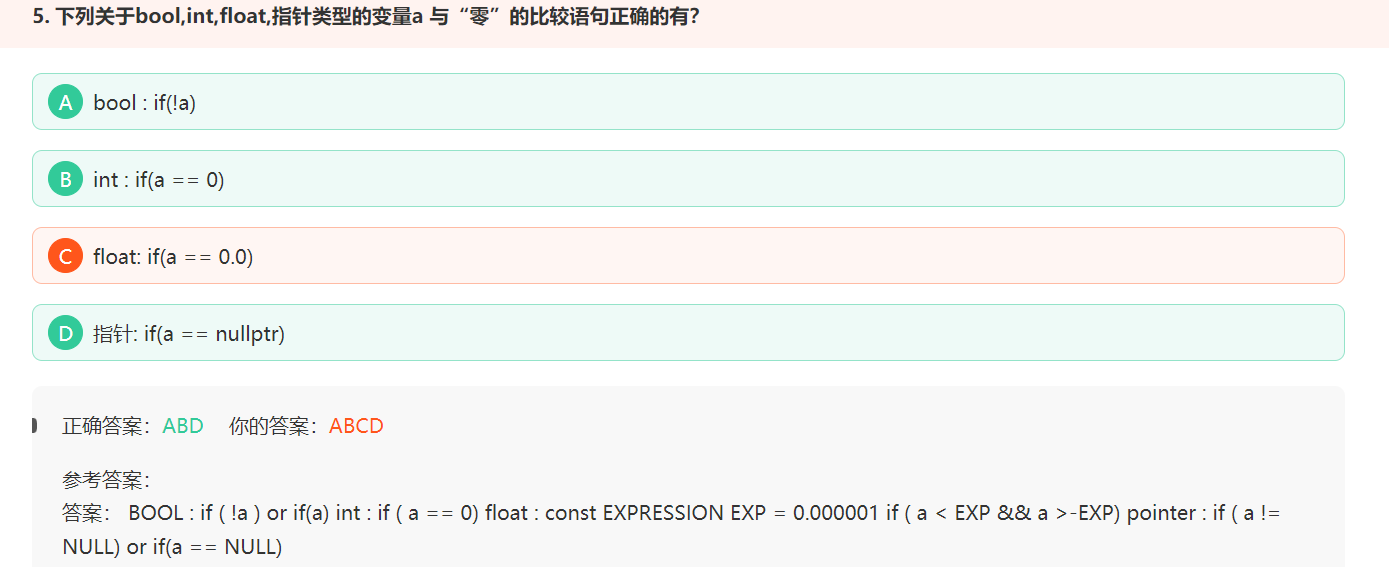 5. 下列关于bool,int,float,指针类型的变量a 与“零”的比较语句正确的有？
A bool : if(!a)
B int : if(a == 0)
C float: if(a == 0.0)
D 指针: if(a == nullptr)
正确答案：ABD 你的答案：ABCD
参考答案：
答案： BOOL : if ( !a ) or if(a) int : if ( a == 0) float : const EXPRESSION EXP = 0.000001 if ( a < EXP && a >-EXP) pointer : if ( a !=
NULL) or if(a == NULL)